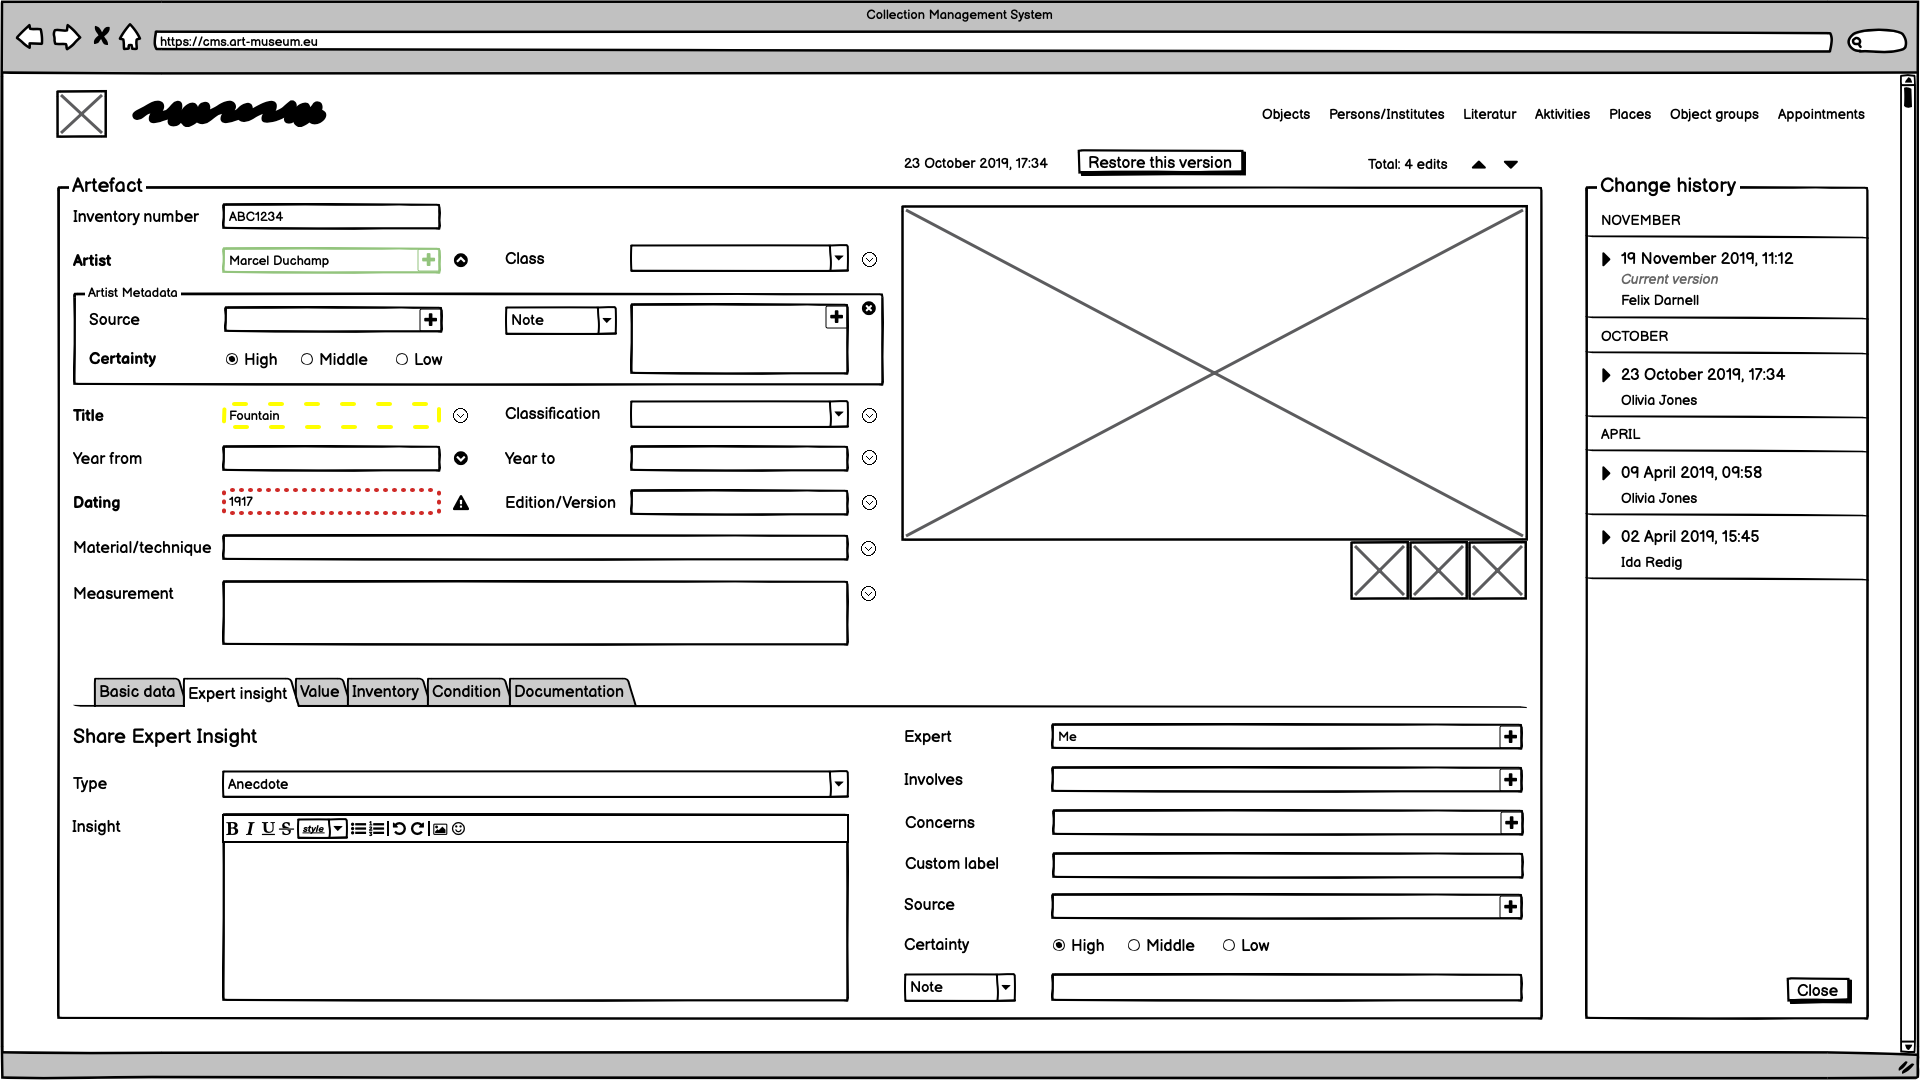 Collection Management System
https://cms.art-museum.eu
Objects Persons/Institutes Literatur Aktivities Places Object groups Appointments
23 October 2019, 17:34 Restore this version Total: 4 edits
Artefact
Inventory number ABC1234
Artist Marcel Duchamp Class
Artist Metadata
Source Note
Certainty High Middle Low
Title Fountain Classification
Year from Year to
Dating 1917 Edition/Version
Material/technique
Measurement
Basic data Expert insight Value Inventory Condition Documentation
Share Expert Insight
Type Anecdote
Insight B I U S style
Expert Me
Involves
Concerns
Custom label
Source
Certainty High Middle Low
Note
Change history
NOVEMBER
19 November 2019, 11:12
Current version
Felix Darnell
OCTOBER
23 October 2019, 17:34
Olivia Jones
APRIL
09 April 2019, 09:58
Olivia Jones
02 April 2019, 15:45
Ida Redig
Close